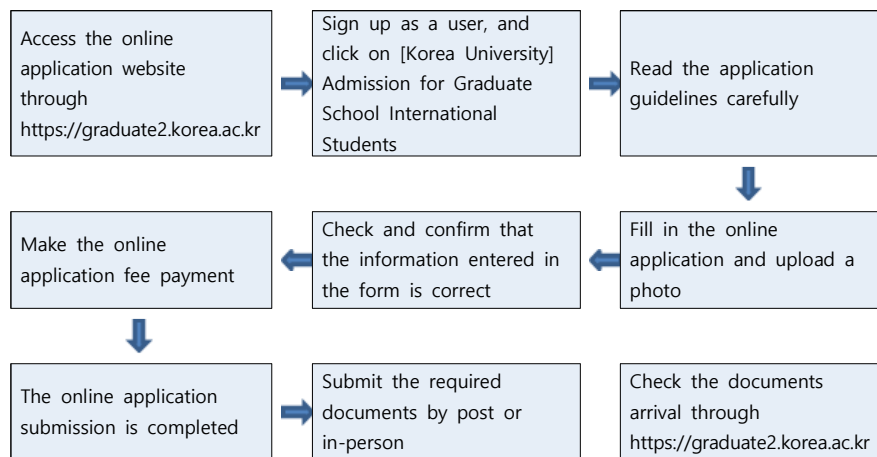 Access the online
application website
through
https://graduate2.korea.ac.kr
Sign up as a user, and
click on [Korea University]
Admission for Graduate
School International
Students
Read the application
guidelines carefully
Fill in the online
application and upload a
photo
Check and confirm that
the information entered in
the form is correct
Make the online
application fee payment
The online application
submission is completed
Submit the required
documents by post or
in-person
Check the documents
arrival through
https://graduate2.korea.ac.kr